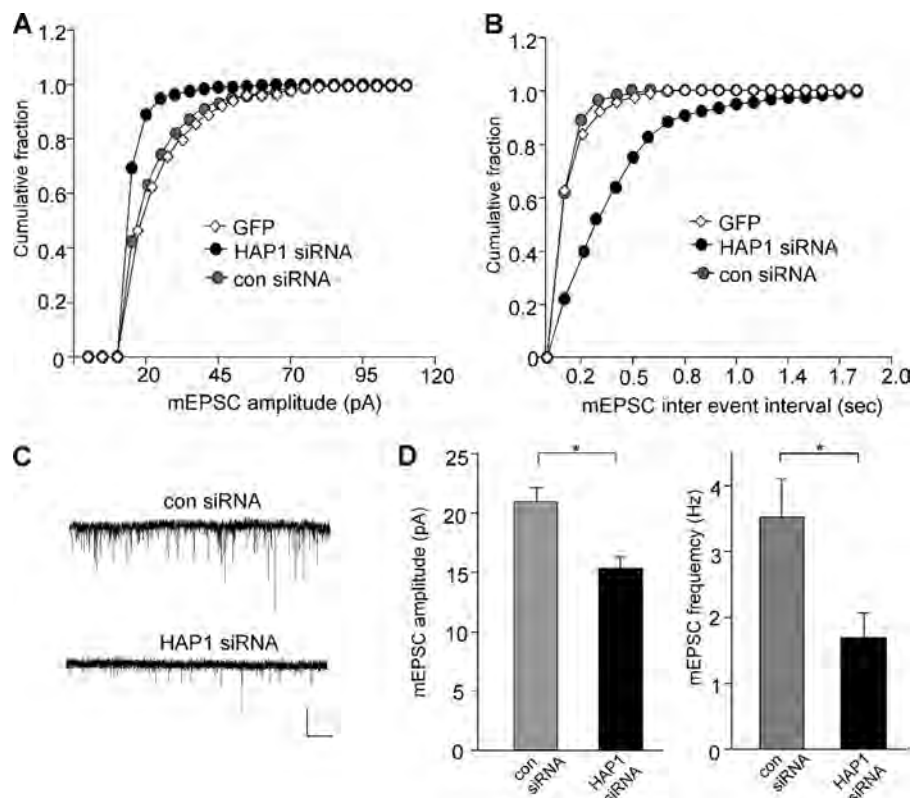 A
1.2
1.0
0.8
0.6
0.4
0.2
0
Cumulative fraction
GFP
HAP1 siRNA
con siRNA
20
45
70
95
120
mEPSC amplitude (pA)
B
1.2
1.0
0.8
0.6
0.4
0.2
0
Cumulative fraction
GFP
HAP1 siRNA
con siRNA
0.2
0.5
0.8
1.0
1.4
1.7
2.0
mEPSC inter event interval (sec)
C
con siRNA
HAP1 siRNA
D
25
20
15
10
5
0
mEPSC amplitude (pA)
*
con
siRNA
HAP1
siRNA
4
3
2
1
0
mEPSC frequency (Hz)
*
con
siRNA
HAP1
siRNA